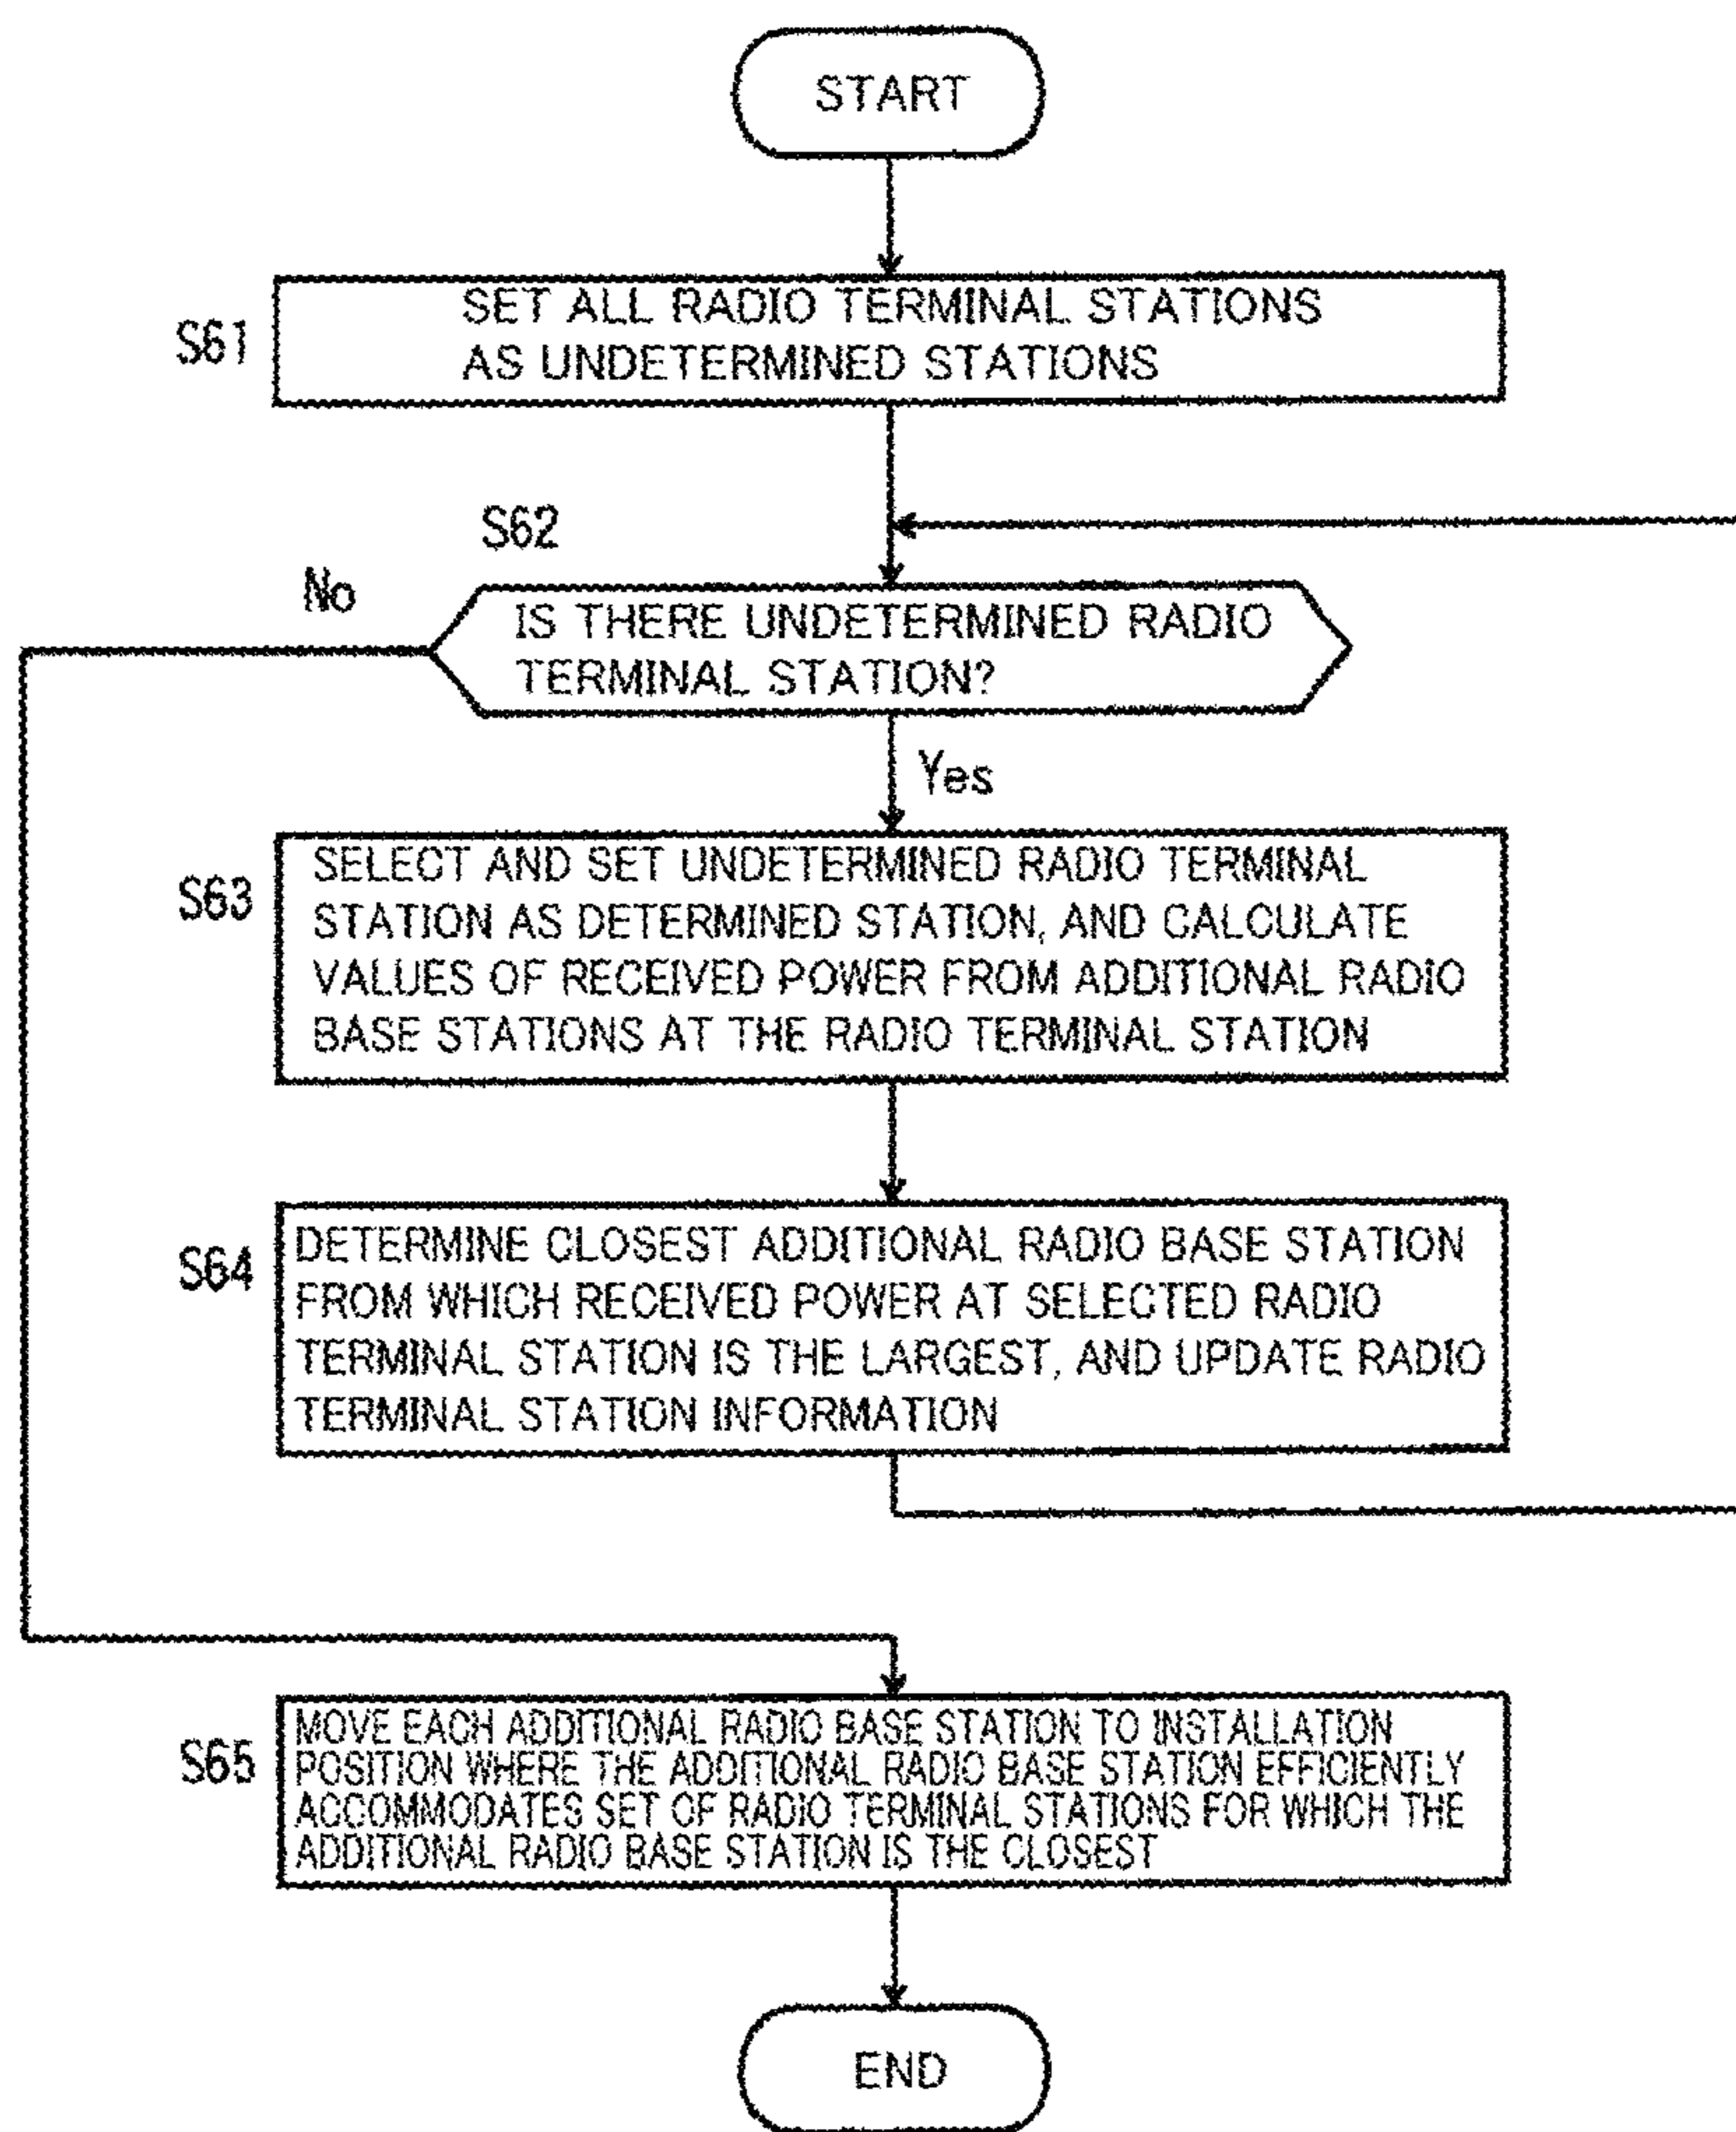 START
S61
SET ALL RADIO TERMINAL STATIONS
AS UNDETERMINED STATIONS
S62
No
IS THERE UNDETERMINED RADIO
TERMINAL STATION?
Yes
S63
SELECT AND SET UNDETERMINED RADIO TERMINAL
STATION AS DETERMINED STATION, AND CALCULATE
VALUES OF RECEIVED POWER FROM ADDITIONAL RADIO
BASE STATIONS AT THE RADIO TERMINAL STATION
S64
DETERMINE CLOSEST ADDITIONAL RADIO BASE STATION
FROM WHICH RECEIVED POWER AT SELECTED RADIO
TERMINAL STATION IS THE LARGEST, AND UPDATE RADIO
TERMINAL STATION INFORMATION
S65
MOVE EACH ADDITIONAL RADIO BASE STATION TO INSTALLATION
POSITION WHERE THE ADDITIONAL RADIO BASE STATION EFFICIENTLY
ACCOMMODATES SET OF RADIO TERMINAL STATIONS FOR WHICH THE
ADDITIONAL RADIO BASE STATION IS THE CLOSEST
END